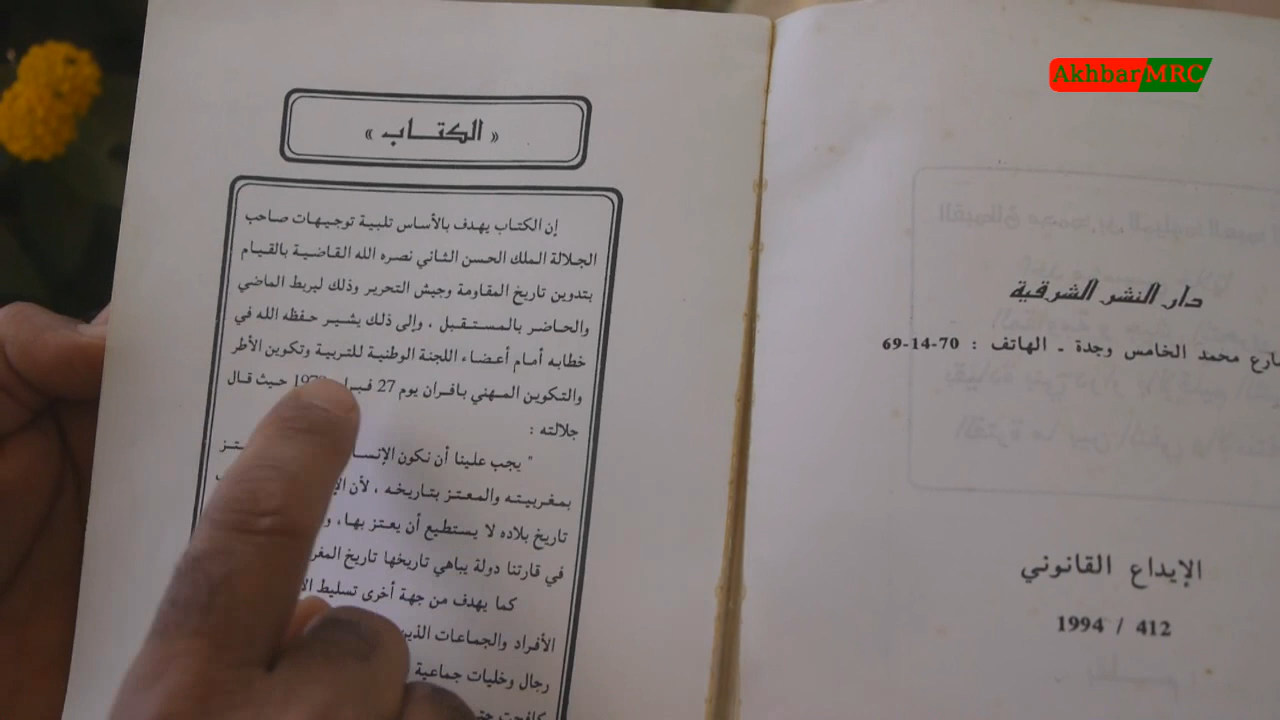 AkhbarMRC
« الكتاب »
إن الكتاب يهدف بالأساس تلبية توجيهات صاحب
الجلالة الملك الحسن الثاني نصره الله القاضية بالقيام
بتدوين تاريخ المقاومة وجيش التحرير وذلك ليربط الماضي
والحاضر بالمستقبل ، وإلى ذلك يشير حفظه الله في
خطابه أمام أعضاء اللجنة الوطنية للتربية وتكوين الأطر
والتكوين المهني بافران يوم 27 حيث قال
جلالته :
" يجب علينا أن نكون
بمغربيته والمعتز بتاريخه ، لأن
تاريخ بلاده لا يستطيع أن يعتز بها،
في قارتنا دولة يباهي تاريخها تاريخ
كما يهدف من جهة أخرى تسليط
الأفراد والجماعات
رجال وخليات جماعية
دار النشر الشرقية
محمد الخامس وجدة ـ الهاتف : 70-14-69
الإيداع القانوني
412 / 1994